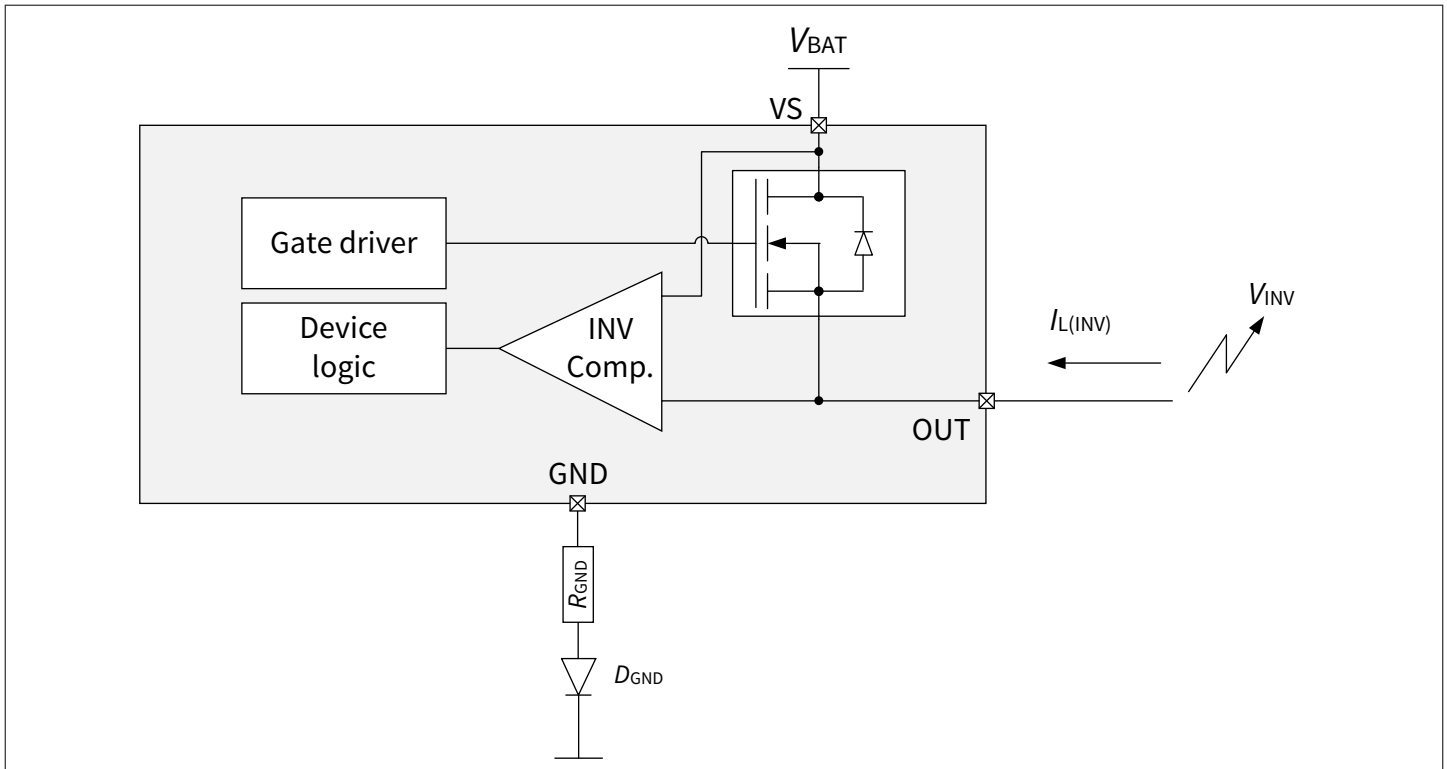 VBAT
VS
Gate driver
Device
logic
INV
Comp.
VINV
IL(INV)
OUT
GND
RGND
DGND